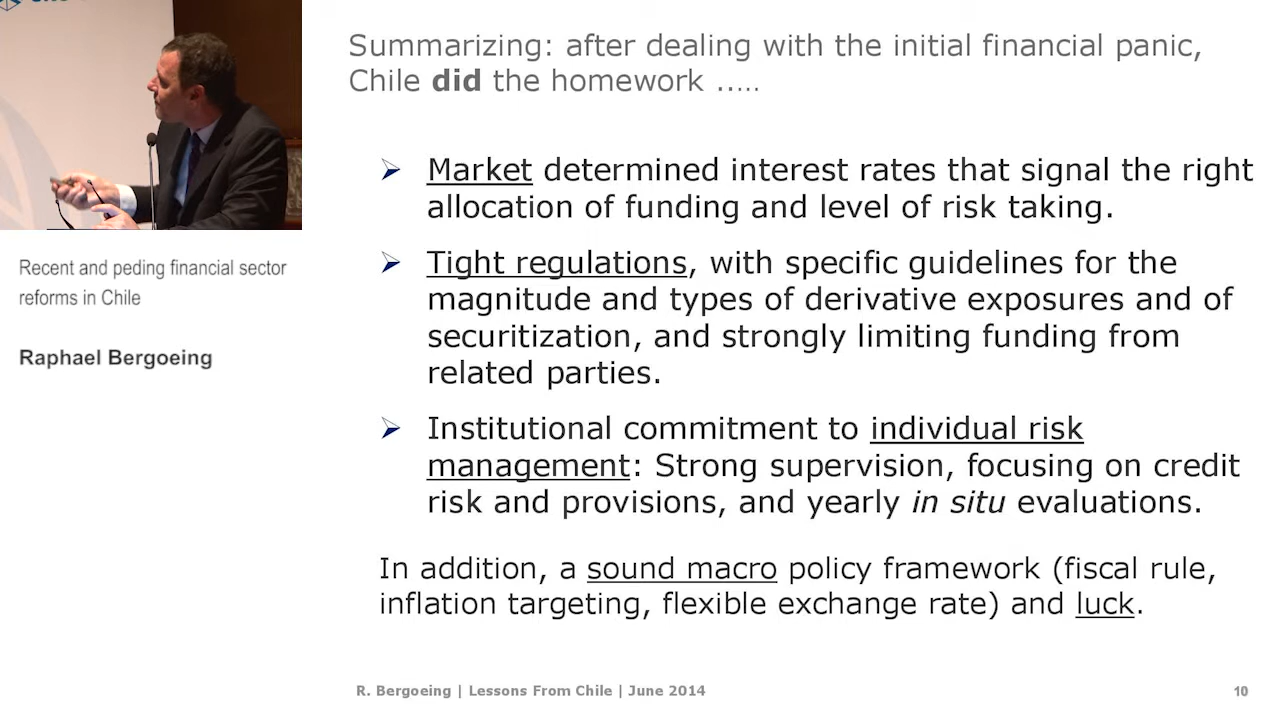 Summarizing: after dealing with the initial financial panic,
Chile did the homework .....
Market determined interest rates that signal the right
allocation of funding and level of risk taking.
Tight regulations, with specific guidelines for the
magnitude and types of derivative exposures and of
securitization, and strongly limiting funding from
related parties.
Institutional commitment to individual risk
management: Strong supervision, focusing on credit
risk and provisions, and yearly in situ evaluations.
In addition, a sound macro policy framework (fiscal rule,
inflation targeting, flexible exchange rate) and luck.
Recent and peding financial sector
reforms in Chile
Raphael Bergoeing
R. Bergoeing | Lessons From Chile | June 2014
10